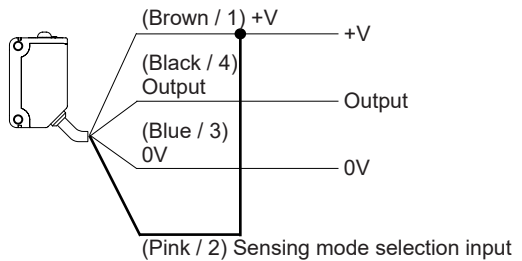 (Brown / 1) +V
+V
(Black / 4)
Output
Output
(Blue / 3)
0V
0V
(Pink / 2) Sensing mode selection input